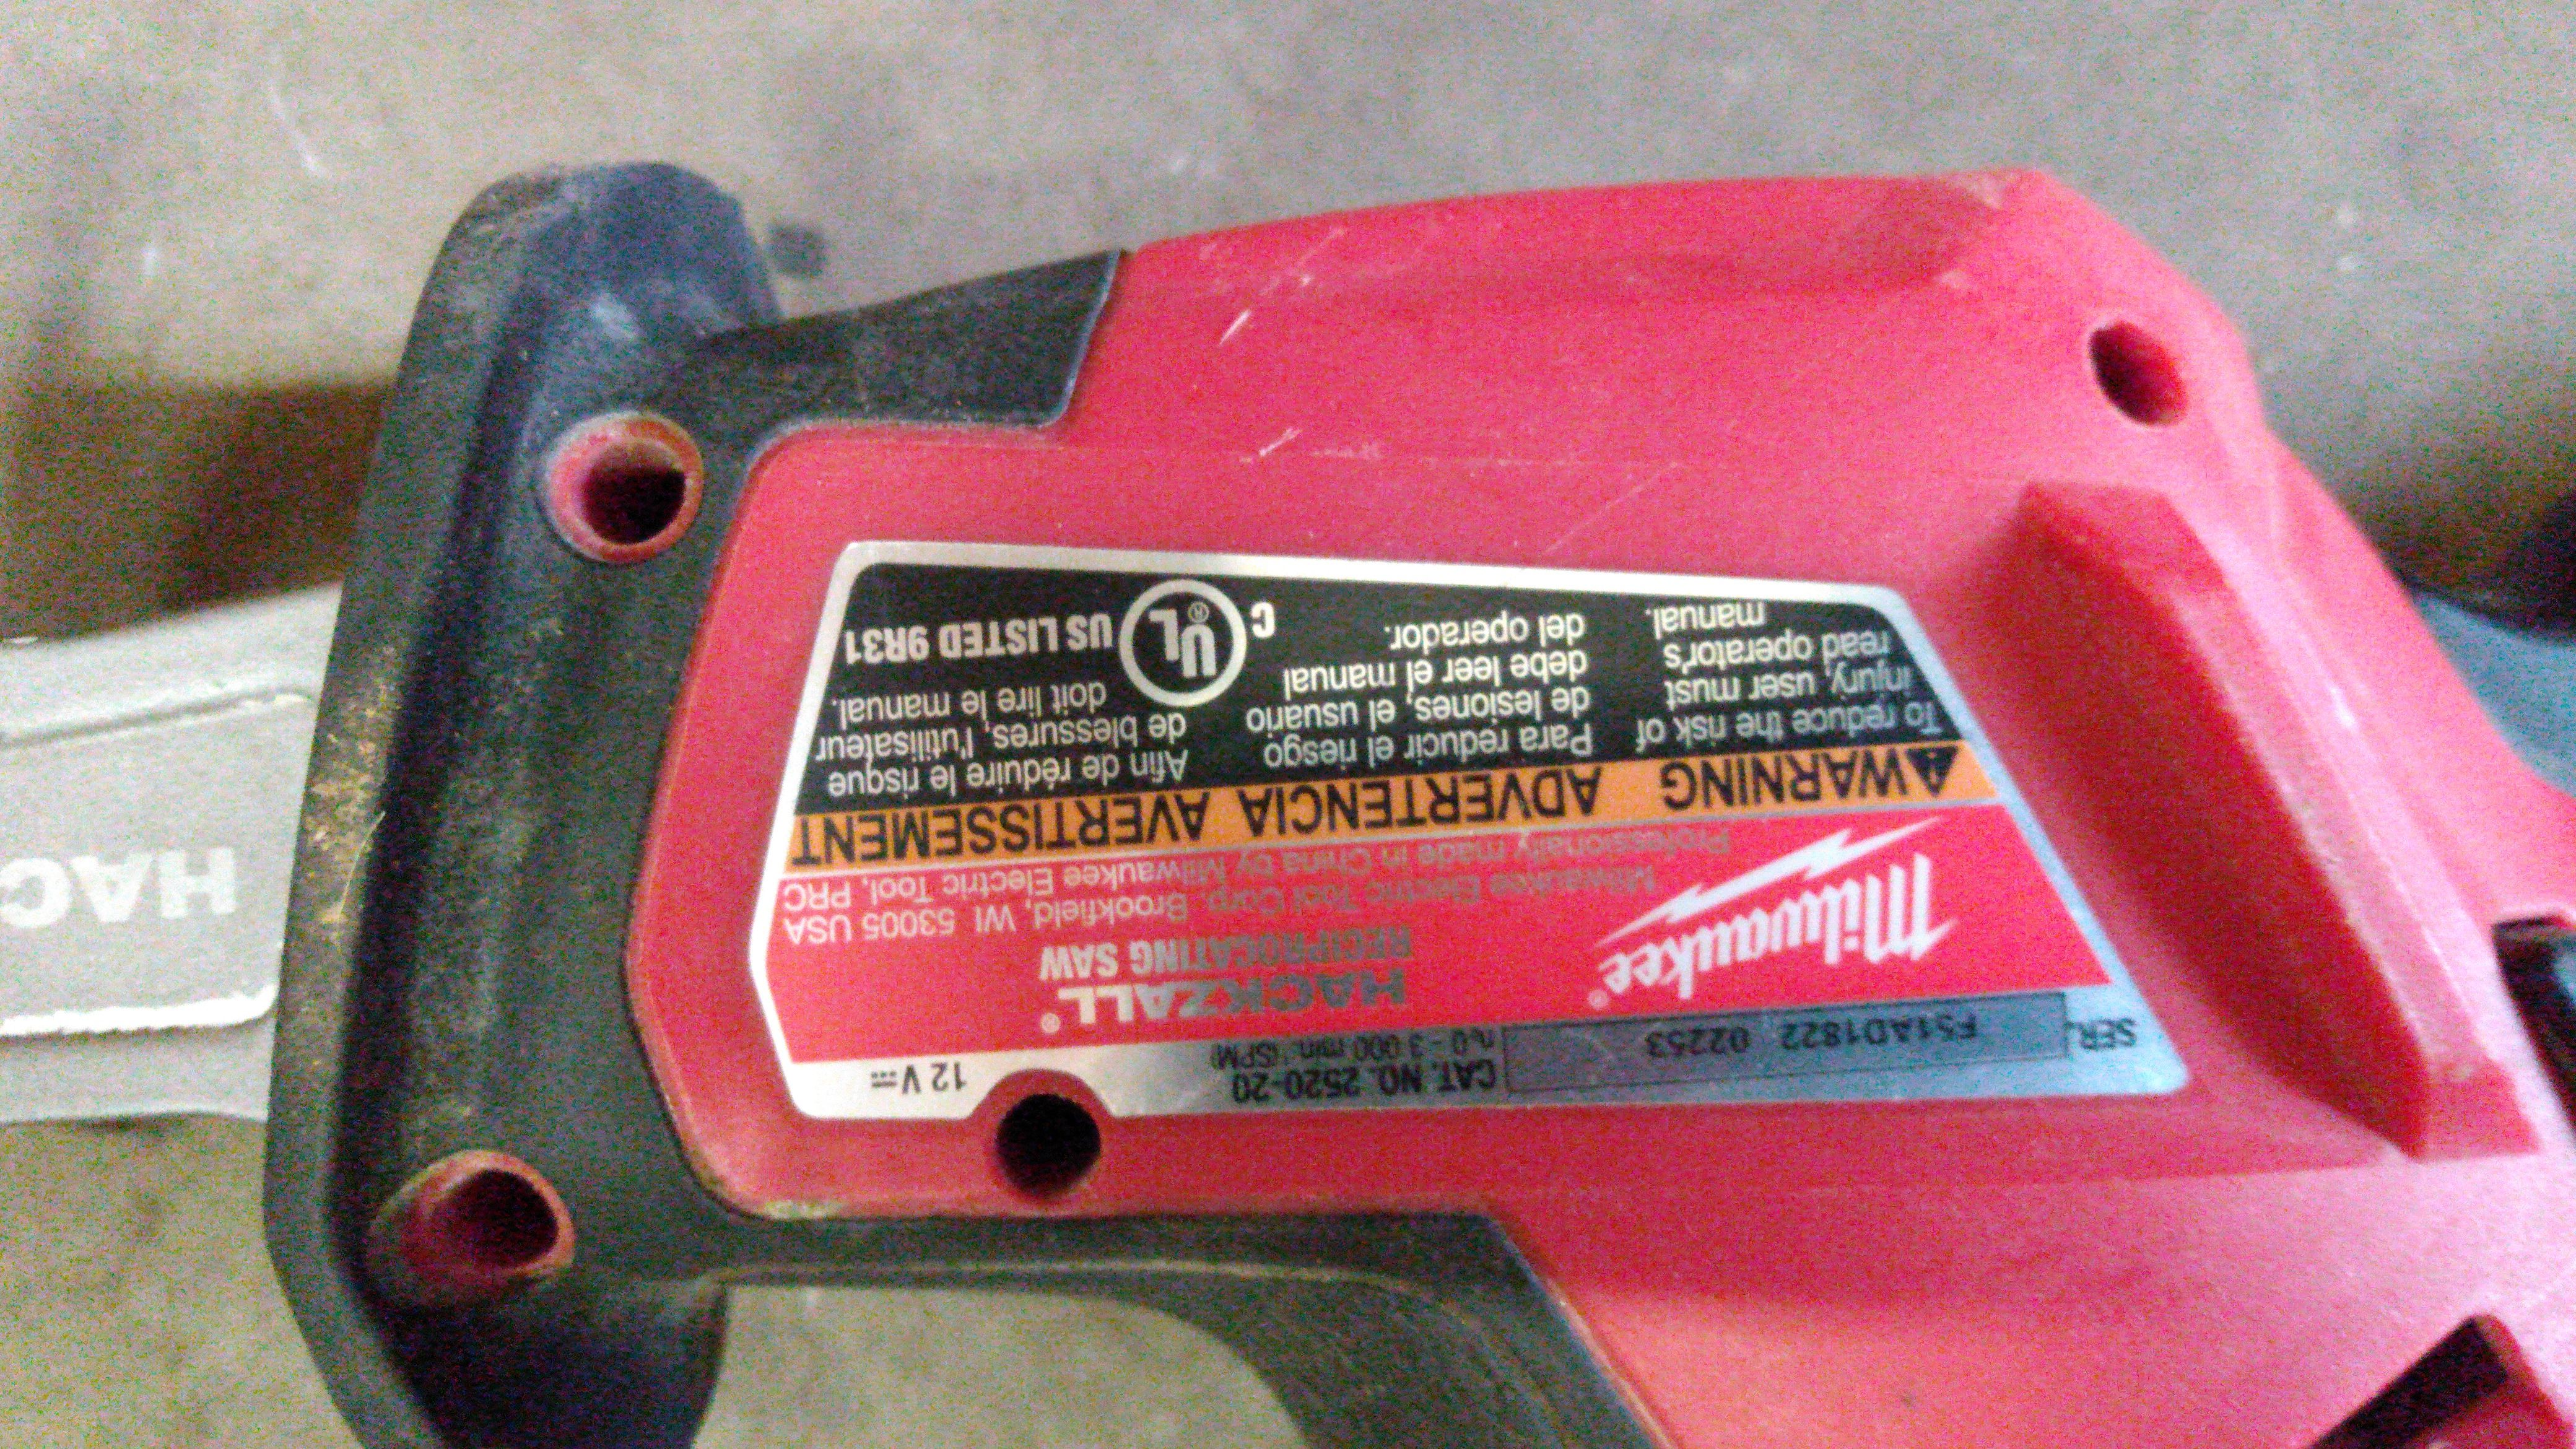 SER. F51AD1822 02253
CAT. NO. 2520-20
n₀0 - 3 000 min⁻¹(SPM)
12 V
Milwaukee®
HACKZALL®
RECIPROCATING SAW
Milwaukee Electric Tool Corp. Brookfield, WI 53005 USA
Professionally made in China by Milwaukee Electric Tool, PRC
WARNING ADVERTENCIA AVERTISSEMENT
To reduce the risk of
injury, user must
read operator's
manual.
Para reducir el riesgo
de lesiones, el usuario
debe leer el manual
del operador.
Afin de réduire le risque
de blessures, l'utilisateur
doit lire le manual.
C UL® US LISTED 9R31
HAC